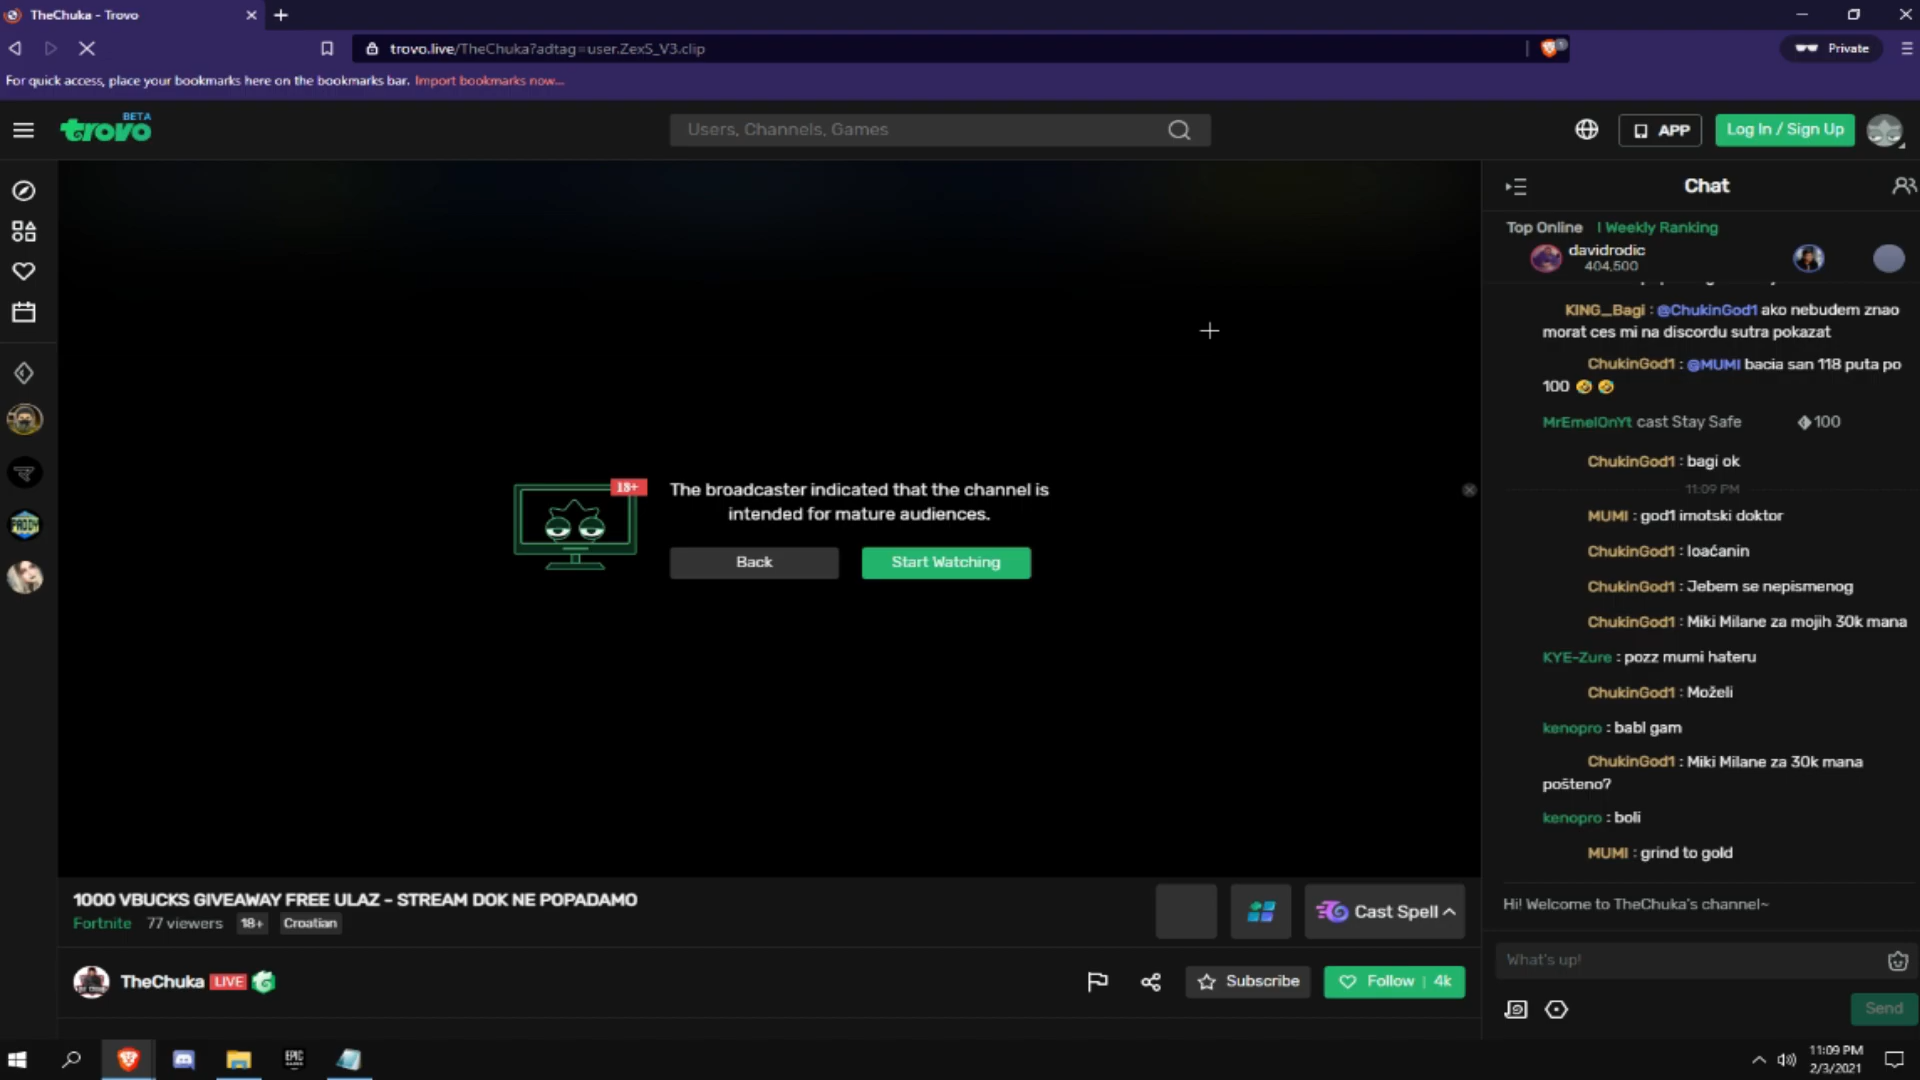 TheChuka - Trovo
trovo.live/TheChuka?adtag=user.ZexS_V3.clip
Private
For quick access, place your bookmarks here on the bookmarks bar. Import bookmarks now...
trovo BETA
Users, Channels, Games
APP
Log In / Sign Up
Chat
Top Online | Weekly Ranking
davidrodic
404,500
KING_Bagi : @ChukinGod1 ako nebudem znao
morat ces mi na discordu sutra pokazat
ChukinGod1 : @MUMI bacia san 118 puta po
100 🤣 🤣
MrEmelOnYt cast Stay Safe 100
ChukinGod1 : bagi ok
11:09 PM
MUMI : god1 imotski doktor
ChukinGod1 : loaćanin
ChukinGod1 : Jebem se nepismenog
ChukinGod1 : Miki Milane za mojih 30k mana
KYE-Zure : pozz mumi hateru
ChukinGod1 : Moželi
kenopro : babl gam
ChukinGod1 : Miki Milane za 30k mana
pošteno?
kenopro : boli
MUMI : grind to gold
Hi! Welcome to TheChuka's channel~
What's up!
Send
18+
The broadcaster indicated that the channel is
intended for mature audiences.
Back
Start Watching
PADDY
1000 VBUCKS GIVEAWAY FREE ULAZ - STREAM DOK NE POPADAMO
Fortnite 77 viewers 18+ Croatian
Cast Spell
TheChuka LIVE
Subscribe
Follow | 4k
EPIC
GAMES
11:09 PM
2/3/2021